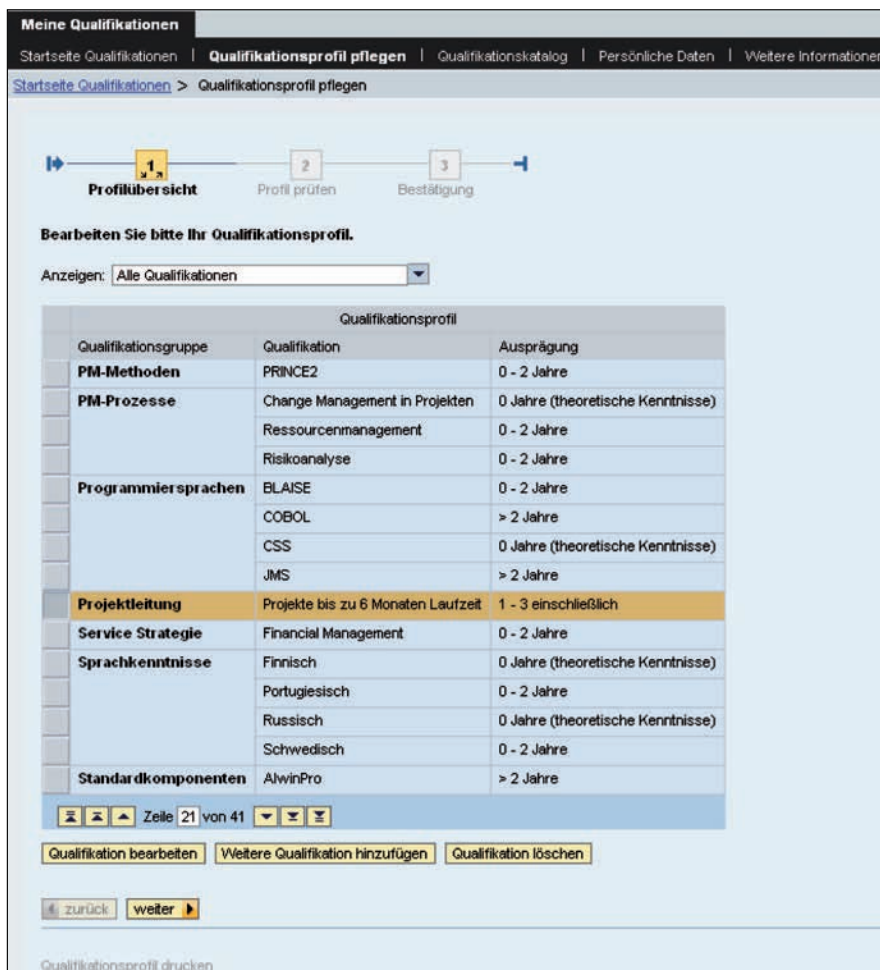 Meine Qualifikationen
Startseite Qualifikationen | Qualifikationsprofil pflegen | Qualifikationskatalog | Persönliche Daten | Weitere Informationen
Startseite Qualifikationen > Qualifikationsprofil pflegen
1 2 3
Profilübersicht Profil prüfen Bestätigung
Bearbeiten Sie bitte Ihr Qualifikationsprofil.
Anzeigen: Alle Qualifikationen
Qualifikationsprofil
Qualifikationsgruppe Qualifikation Ausprägung
PM-Methoden PRINCE2 0 - 2 Jahre
PM-Prozesse Change Management in Projekten 0 Jahre (theoretische Kenntnisse)
Ressourcenmanagement 0 - 2 Jahre
Risikoanalyse 0 - 2 Jahre
Programmiersprachen BLAISE 0 - 2 Jahre
COBOL > 2 Jahre
CSS 0 Jahre (theoretische Kenntnisse)
JMS > 2 Jahre
Projektleitung Projekte bis zu 6 Monaten Laufzeit 1 - 3 einschließlich
Service Strategie Financial Management 0 - 2 Jahre
Sprachkenntnisse Finnisch 0 Jahre (theoretische Kenntnisse)
Portugiesisch 0 - 2 Jahre
Russisch 0 Jahre (theoretische Kenntnisse)
Schwedisch 0 - 2 Jahre
Standardkomponenten AlwinPro > 2 Jahre
Zeile 21 von 41
Qualifikation bearbeiten Weitere Qualifikation hinzufügen Qualifikation löschen
zurück weiter
Qualifikationsprofil drucken